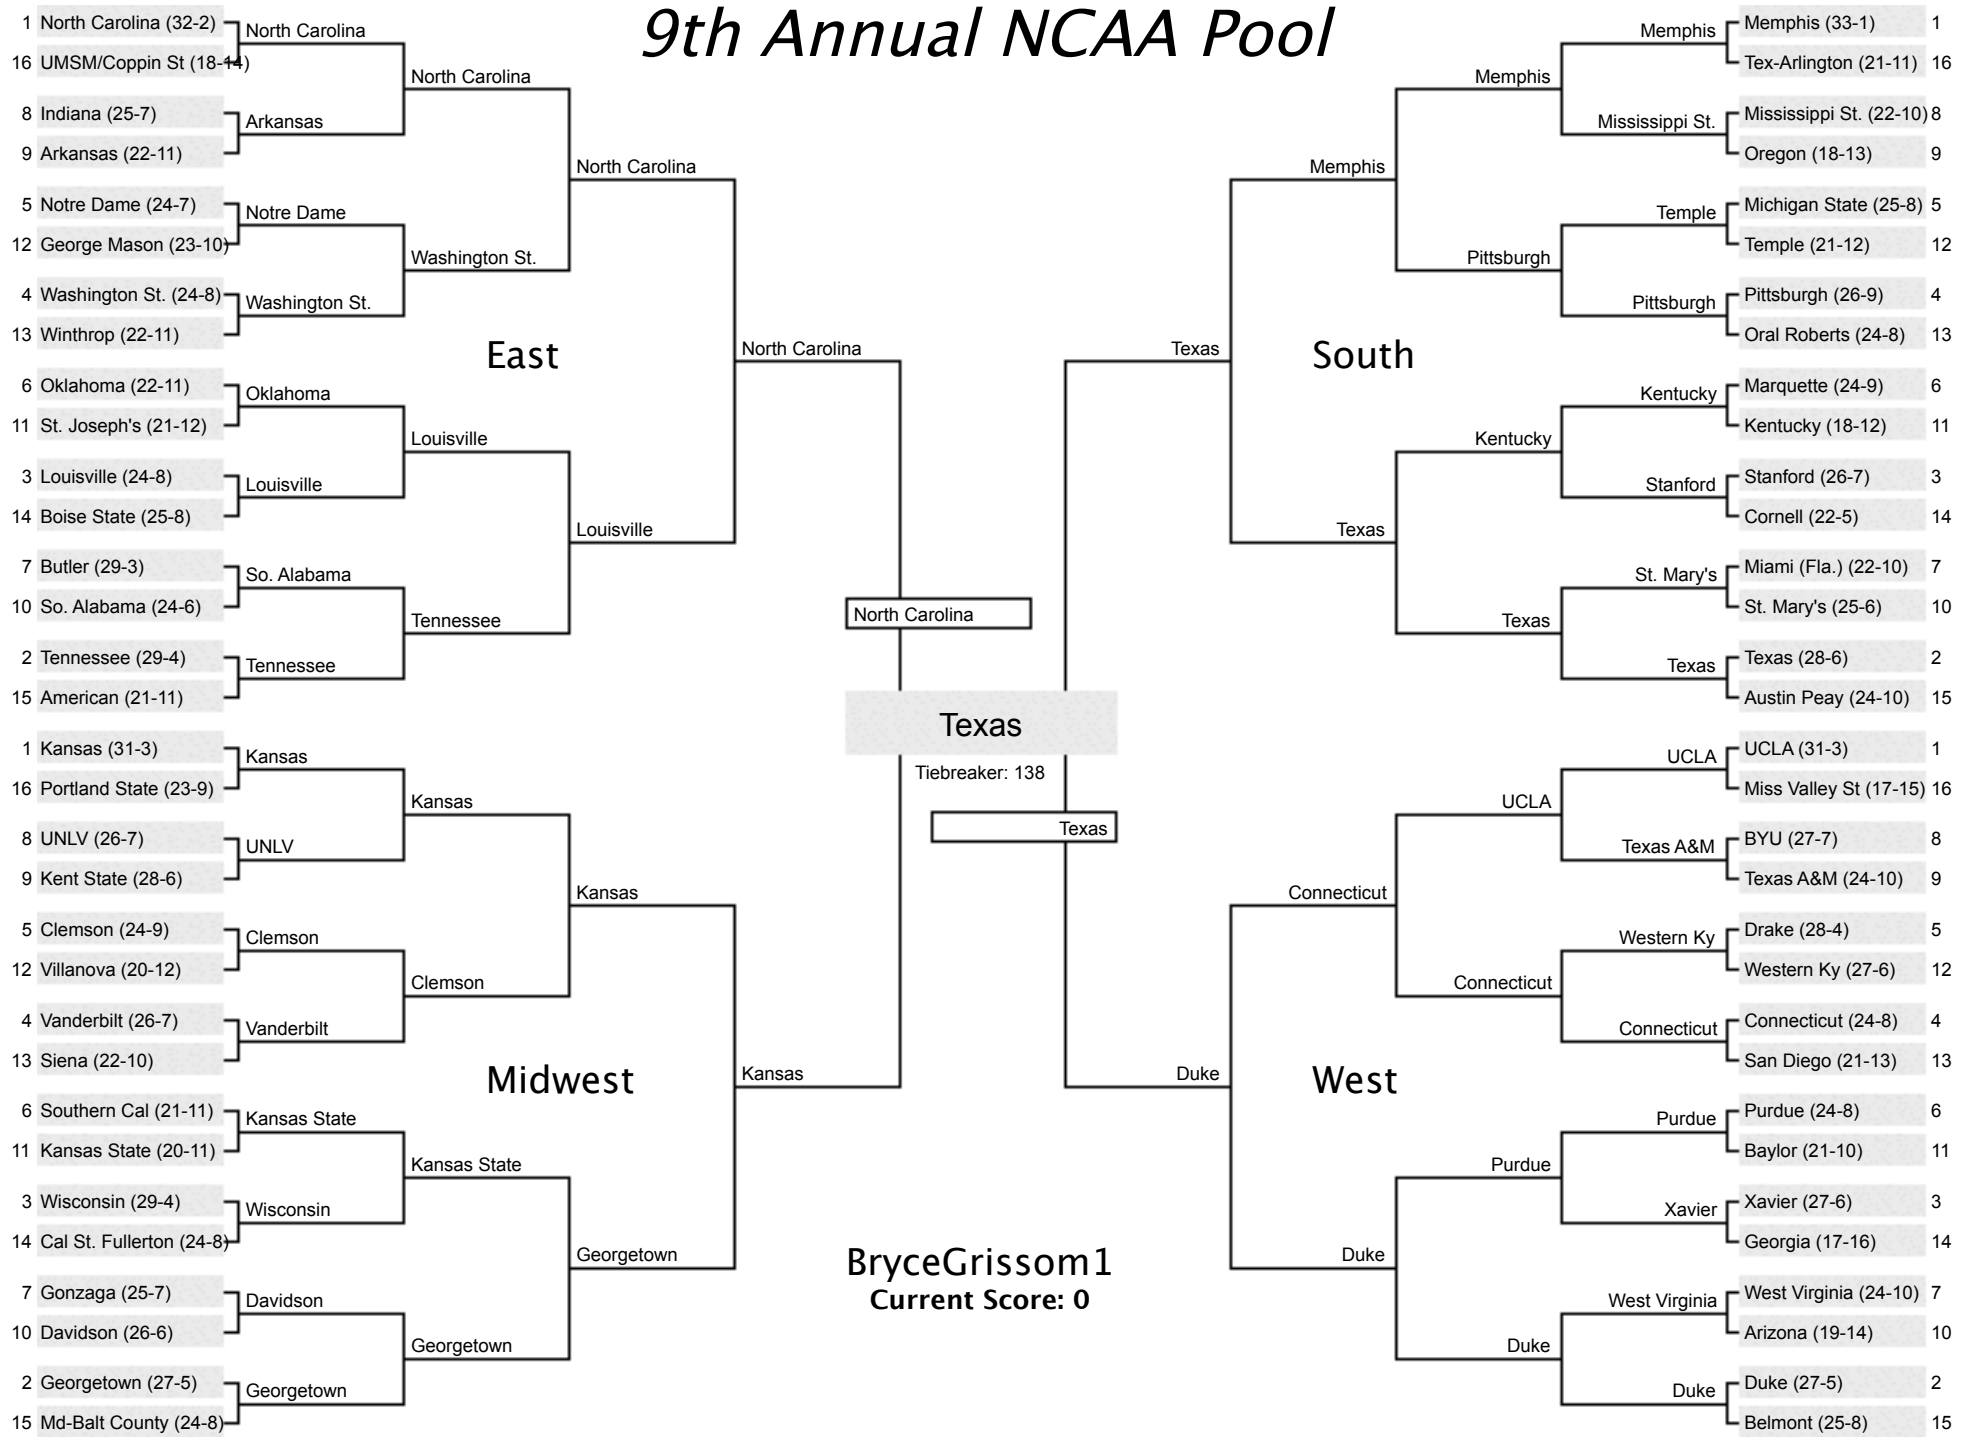 9th Annual NCAA Pool
1 North Carolina (32-2)
16 UMSM/Coppin St (18-14)
8 Indiana (25-7)
9 Arkansas (22-11)
5 Notre Dame (24-7)
12 George Mason (23-10)
4 Washington St. (24-8)
13 Winthrop (22-11)
6 Oklahoma (22-11)
11 St. Joseph's (21-12)
3 Louisville (24-8)
14 Boise State (25-8)
7 Butler (29-3)
10 So. Alabama (24-6)
2 Tennessee (29-4)
15 American (21-11)
North Carolina
Arkansas
Notre Dame
Washington St.
Oklahoma
Louisville
So. Alabama
Tennessee
North Carolina
Washington St.
Louisville
Tennessee
North Carolina
Louisville
East
North Carolina
1 Kansas (31-3)
16 Portland State (23-9)
8 UNLV (26-7)
9 Kent State (28-6)
5 Clemson (24-9)
12 Villanova (20-12)
4 Vanderbilt (26-7)
13 Siena (22-10)
6 Southern Cal (21-11)
11 Kansas State (20-11)
3 Wisconsin (29-4)
14 Cal St. Fullerton (24-8)
7 Gonzaga (25-7)
10 Davidson (26-6)
2 Georgetown (27-5)
15 Md-Balt County (24-8)
Kansas
UNLV
Clemson
Vanderbilt
Kansas State
Wisconsin
Davidson
Georgetown
Kansas
Clemson
Kansas State
Georgetown
Kansas
Georgetown
Midwest
Kansas
North Carolina
Texas
Tiebreaker: 138
Texas
BryceGrissom1
Current Score: 0
Memphis (33-1) 1
Tex-Arlington (21-11) 16
Mississippi St. (22-10) 8
Oregon (18-13) 9
Michigan State (25-8) 5
Temple (21-12) 12
Pittsburgh (26-9) 4
Oral Roberts (24-8) 13
Marquette (24-9) 6
Kentucky (18-12) 11
Stanford (26-7) 3
Cornell (22-5) 14
Miami (Fla.) (22-10) 7
St. Mary's (25-6) 10
Texas (28-6) 2
Austin Peay (24-10) 15
Memphis
Mississippi St.
Temple
Pittsburgh
Kentucky
Stanford
St. Mary's
Texas
Memphis
Pittsburgh
Kentucky
Texas
Memphis
Texas
South
Texas
UCLA (31-3) 1
Miss Valley St (17-15) 16
BYU (27-7) 8
Texas A&M (24-10) 9
Drake (28-4) 5
Western Ky (27-6) 12
Connecticut (24-8) 4
San Diego (21-13) 13
Purdue (24-8) 6
Baylor (21-10) 11
Xavier (27-6) 3
Georgia (17-16) 14
West Virginia (24-10) 7
Arizona (19-14) 10
Duke (27-5) 2
Belmont (25-8) 15
UCLA
Texas A&M
Western Ky
Connecticut
Purdue
Xavier
West Virginia
Duke
UCLA
Connecticut
Purdue
Duke
Connecticut
Duke
West
Duke